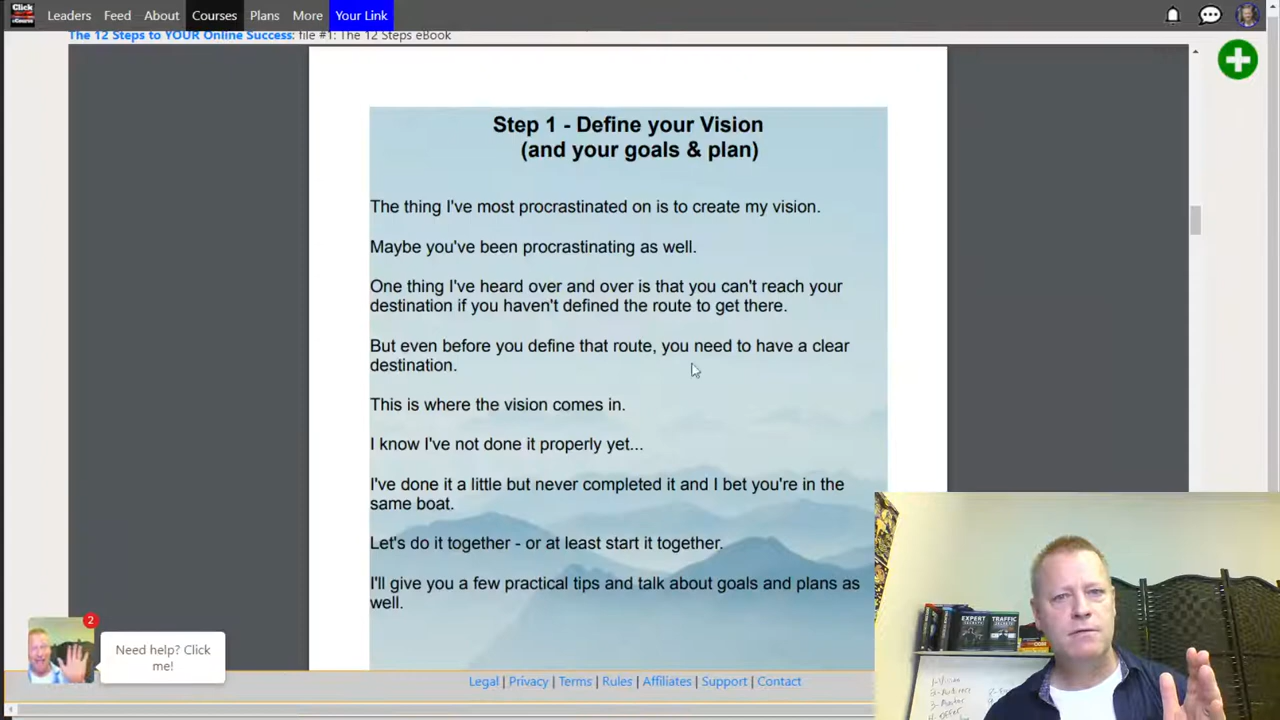 Click
Leaders Feed About Courses Plans More Your Link
The 12 Steps to YOUR Online Success: file #1: The 12 Steps eBook
Step 1 - Define your Vision
(and your goals & plan)
The thing I've most procrastinated on is to create my vision.
Maybe you've been procrastinating as well.
One thing I've heard over and over is that you can't reach your
destination if you haven't defined the route to get there.
But even before you define that route, you need to have a clear
destination.
This is where the vision comes in.
I know I've not done it properly yet...
I've done it a little but never completed it and I bet you're in the
same boat.
Let's do it together - or at least start it together.
I'll give you a few practical tips and talk about goals and plans as
well.
2
Need help? Click
me!
EXPERT
SECRETS
TRAFFIC
SECRETS
Legal | Privacy | Terms | Rules | Affiliates | Support | Contact